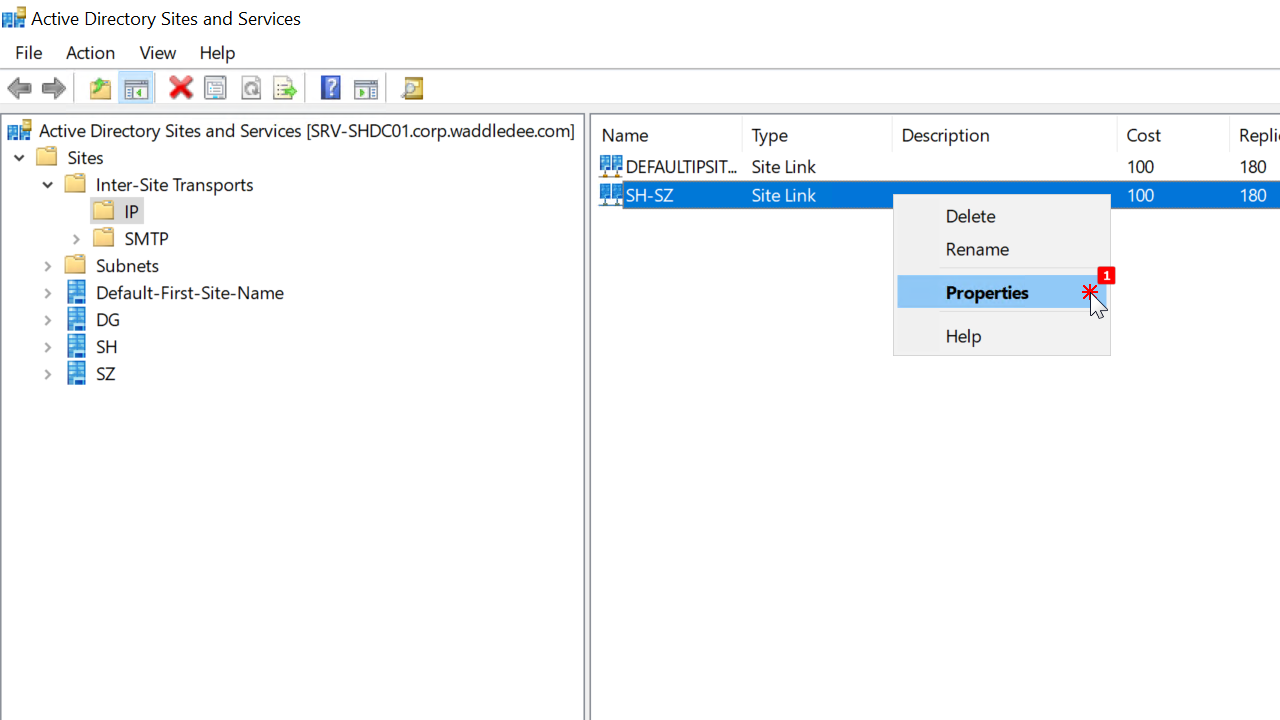 Active Directory Sites and Services
File Action View Help
Active Directory Sites and Services [SRV-SHDC01.corp.waddledee.com]
Sites
Inter-Site Transports
IP
SMTP
Subnets
Default-First-Site-Name
DG
SH
SZ
Name Type Description Cost Replic
DEFAULTIPSIT... Site Link 100 180
SH-SZ Site Link 100 180
Delete
Rename
1
Properties
Help